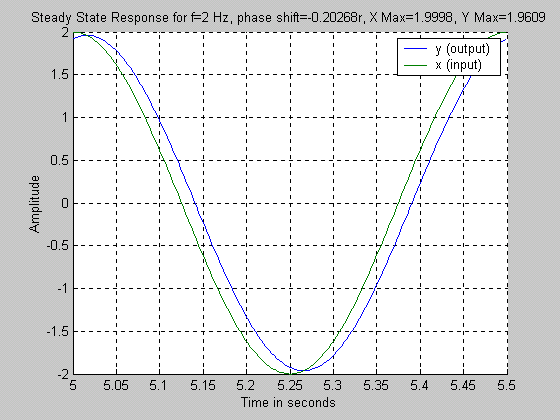 Steady State Response for f=2 Hz, phase shift=-0.20268r, X Max=1.9998, Y Max=1.9609
y (output)
x (input)
2
1.5
1
0.5
0
-0.5
-1
-1.5
-2
Amplitude
5 5.05 5.1 5.15 5.2 5.25 5.3 5.35 5.4 5.45 5.5
Time in seconds